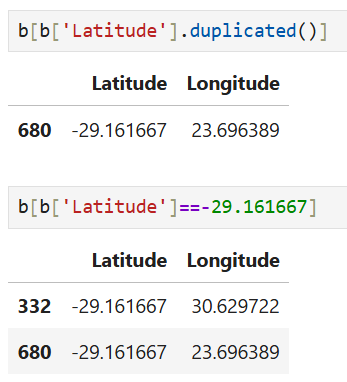 b[b['Latitude'].duplicated()]
Latitude Longitude
680 -29.161667 23.696389
b[b['Latitude']==-29.161667]
Latitude Longitude
332 -29.161667 30.629722
680 -29.161667 23.696389